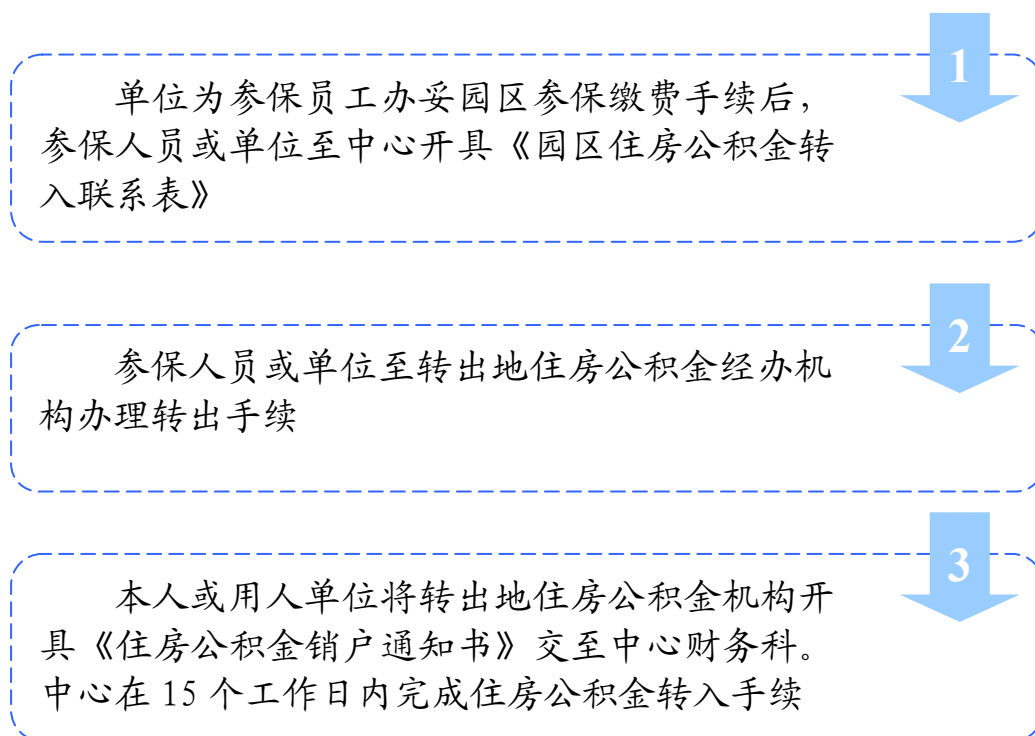 1
单位为参保员工办妥园区参保缴费手续后，
参保人员或单位至中心开具《园区住房公积金转
入联系表》
2
参保人员或单位至转出地住房公积金经办机
构办理转出手续
3
本人或用人单位将转出地住房公积金机构开
具《住房公积金销户通知书》交至中心财务科。
中心在 15 个工作日内完成住房公积金转入手续